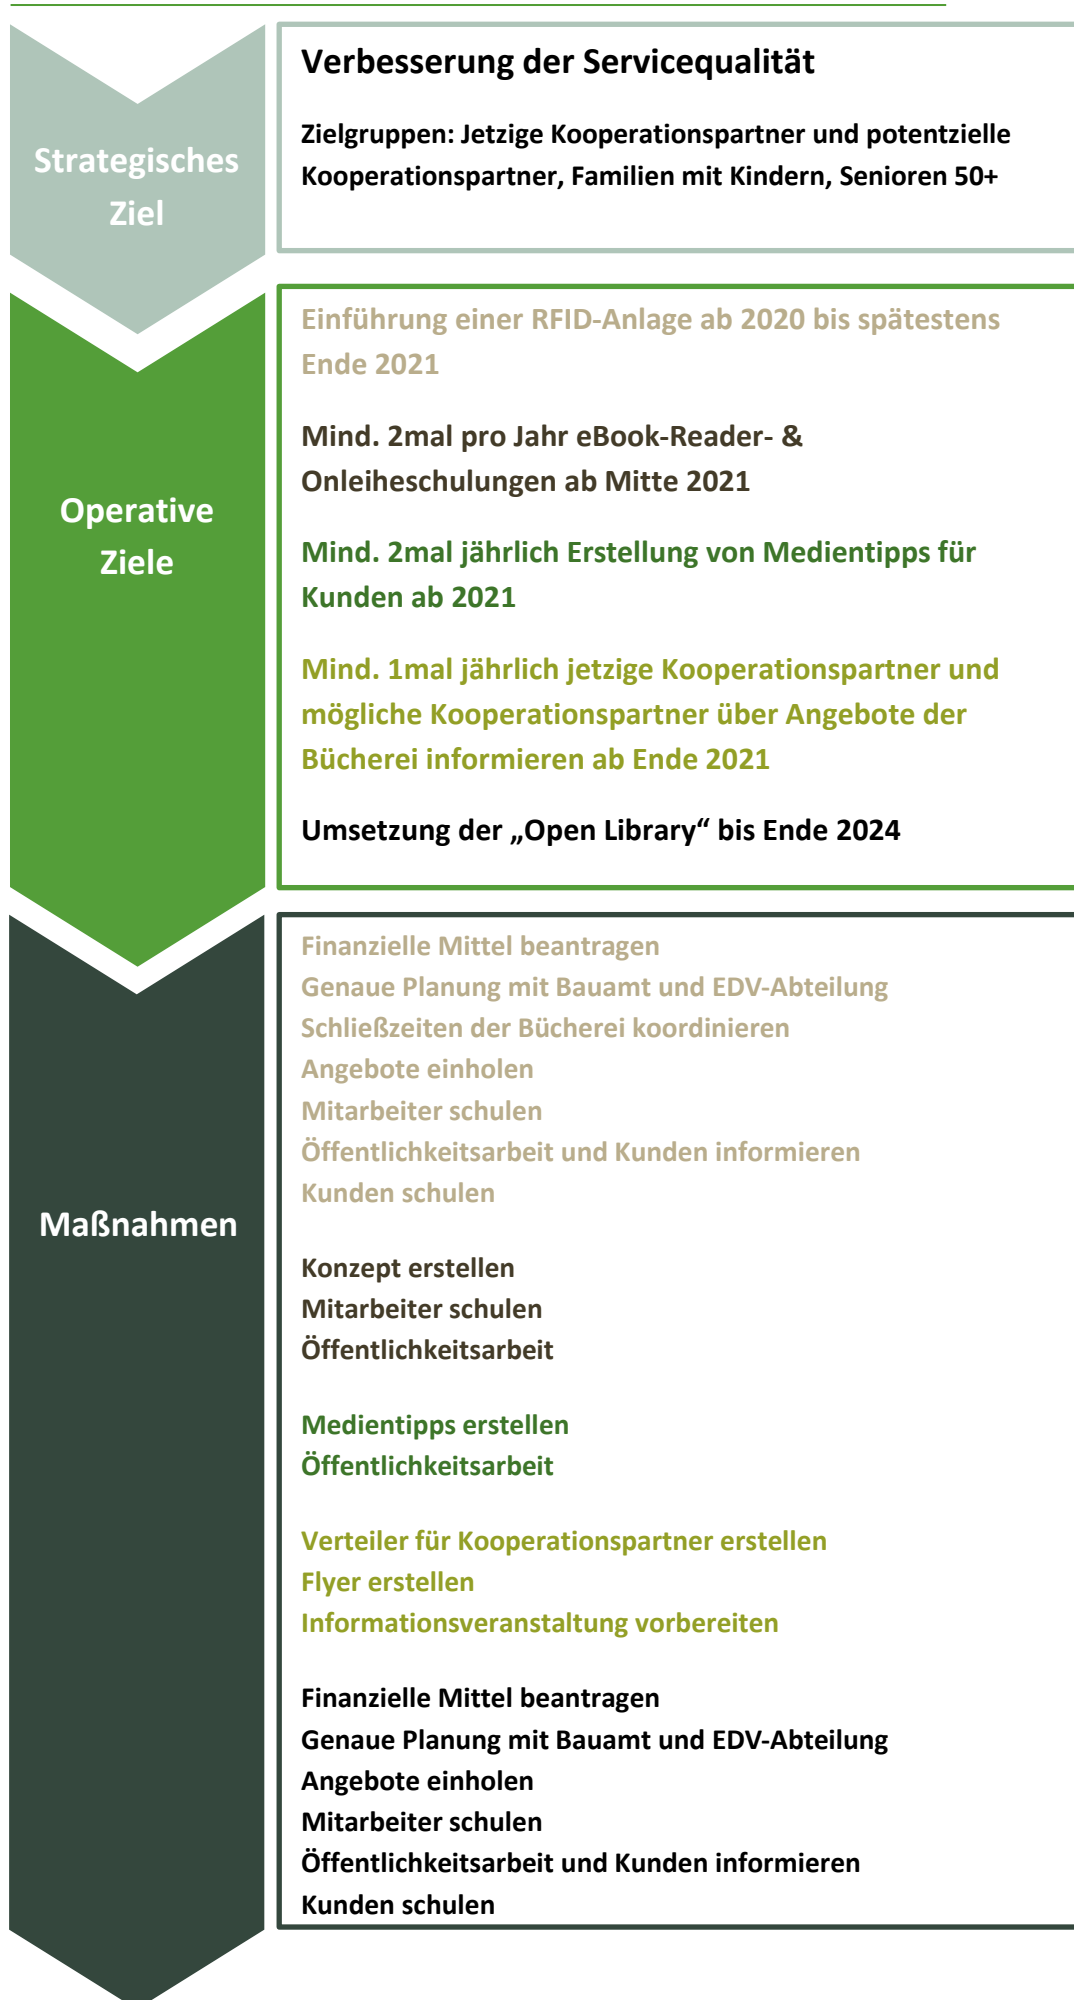 Strategisches
Ziel
Verbesserung der Servicequalität
Zielgruppen: Jetzige Kooperationspartner und potentzielle
Kooperationspartner, Familien mit Kindern, Senioren 50+
Operative
Ziele
Einführung einer RFID-Anlage ab 2020 bis spätestens
Ende 2021
Mind. 2mal pro Jahr eBook-Reader- &
Onleiheschulungen ab Mitte 2021
Mind. 2mal jährlich Erstellung von Medientipps für
Kunden ab 2021
Mind. 1mal jährlich jetzige Kooperationspartner und
mögliche Kooperationspartner über Angebote der
Bücherei informieren ab Ende 2021
Umsetzung der „Open Library“ bis Ende 2024
Maßnahmen
Finanzielle Mittel beantragen
Genaue Planung mit Bauamt und EDV-Abteilung
Schließzeiten der Bücherei koordinieren
Angebote einholen
Mitarbeiter schulen
Öffentlichkeitsarbeit und Kunden informieren
Kunden schulen
Konzept erstellen
Mitarbeiter schulen
Öffentlichkeitsarbeit
Medientipps erstellen
Öffentlichkeitsarbeit
Verteiler für Kooperationspartner erstellen
Flyer erstellen
Informationsveranstaltung vorbereiten
Finanzielle Mittel beantragen
Genaue Planung mit Bauamt und EDV-Abteilung
Angebote einholen
Mitarbeiter schulen
Öffentlichkeitsarbeit und Kunden informieren
Kunden schulen